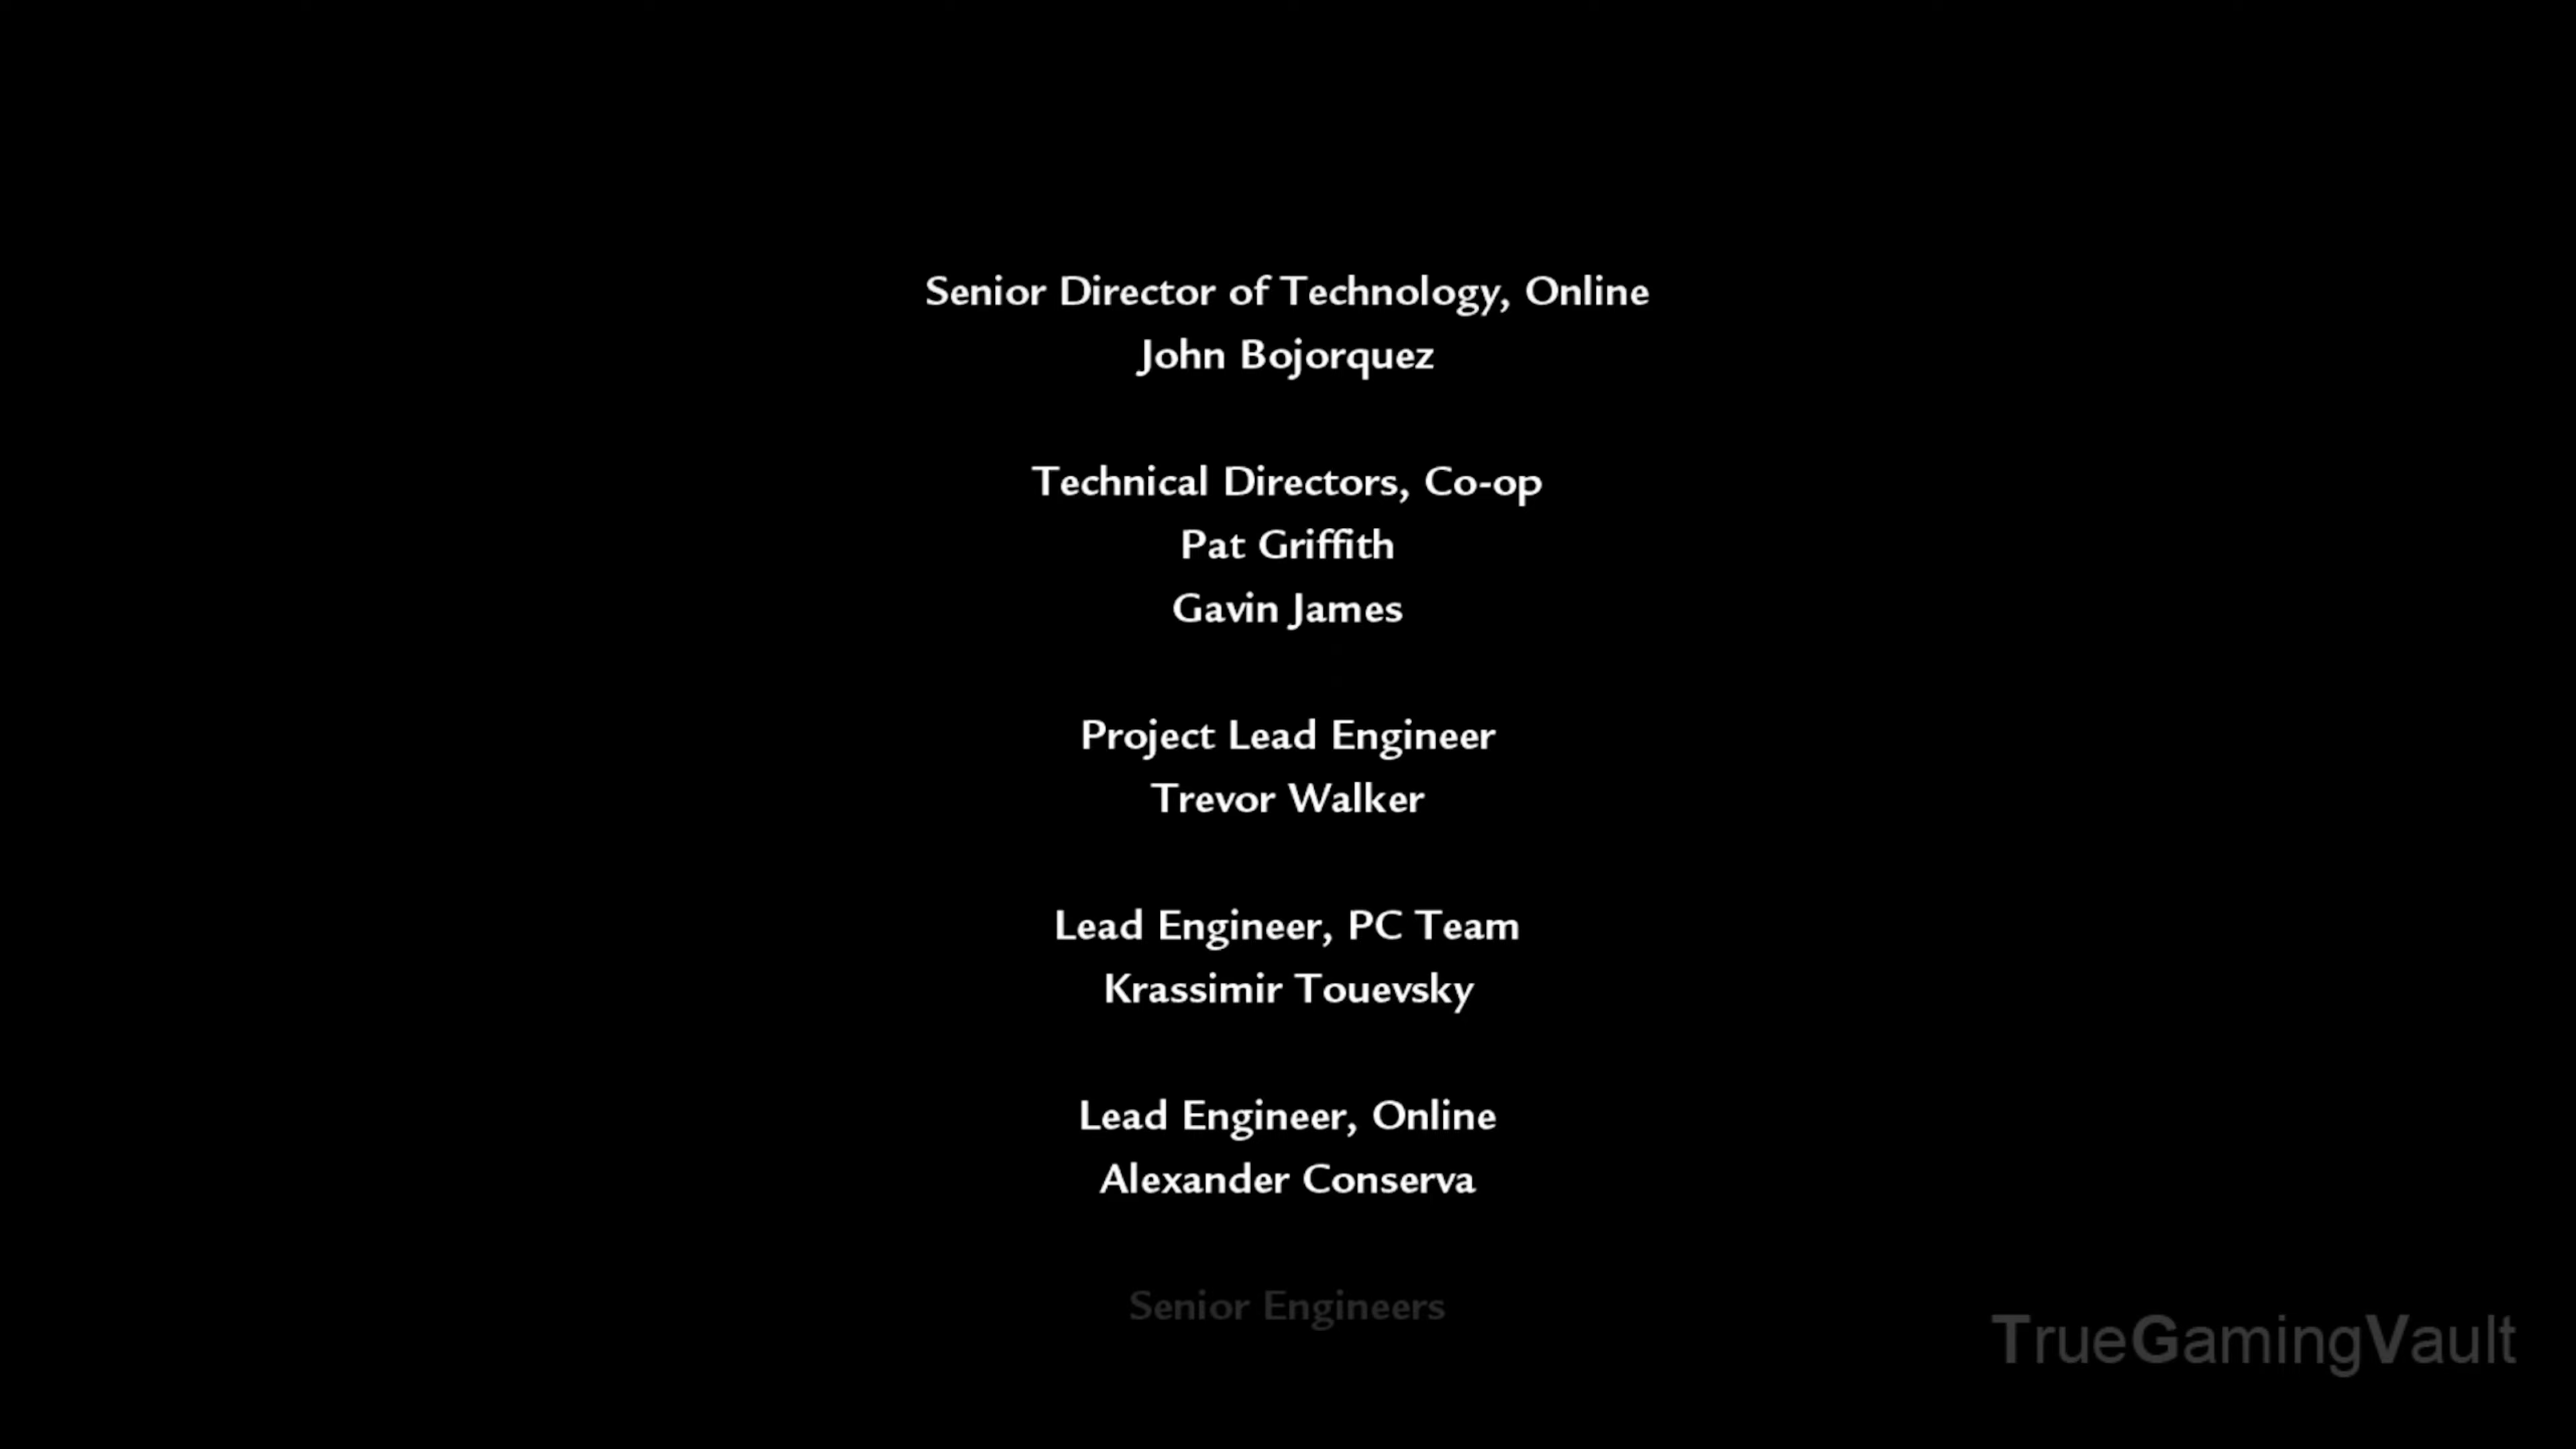 Senior Director of Technology, Online
John Bojorquez
Technical Directors, Co-op
Pat Griffith
Gavin James
Project Lead Engineer
Trevor Walker
Lead Engineer, PC Team
Krassimir Touevsky
Lead Engineer, Online
Alexander Conserva
Senior Engineers
TrueGamingVault